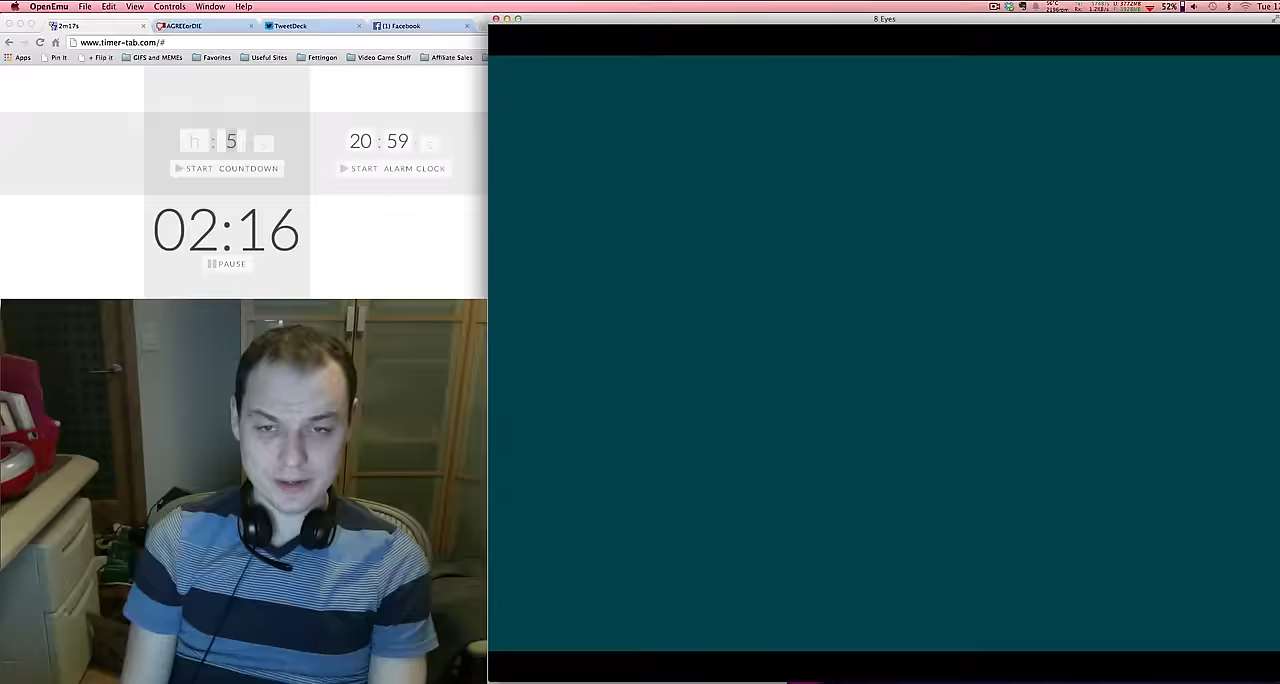 OpenEmu File Edit View Controls Window Help
52% Tue
2m17s AGREEorDIE TweetDeck (1) Facebook
8 Eyes
www.timer-tab.com/#
Apps Pin It + Flip it GIFS and MEMEs Favorites Useful Sites Fettingon Video Game Stuff Affiliate Sales
h : 5 s
20 : 59 s
START COUNTDOWN
START ALARM CLOCK
02:16
PAUSE